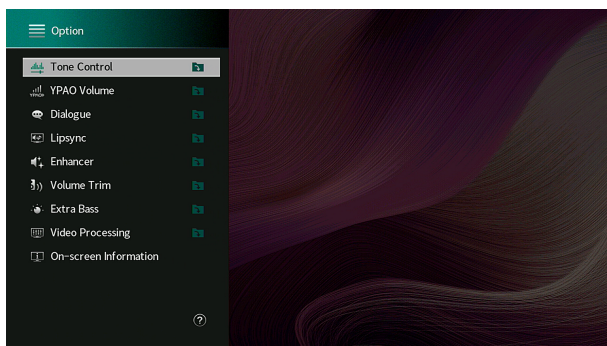 Option
Tone Control
YPAO Volume
Dialogue
Lipsync
Enhancer
Volume Trim
Extra Bass
Video Processing
On-screen Information
?